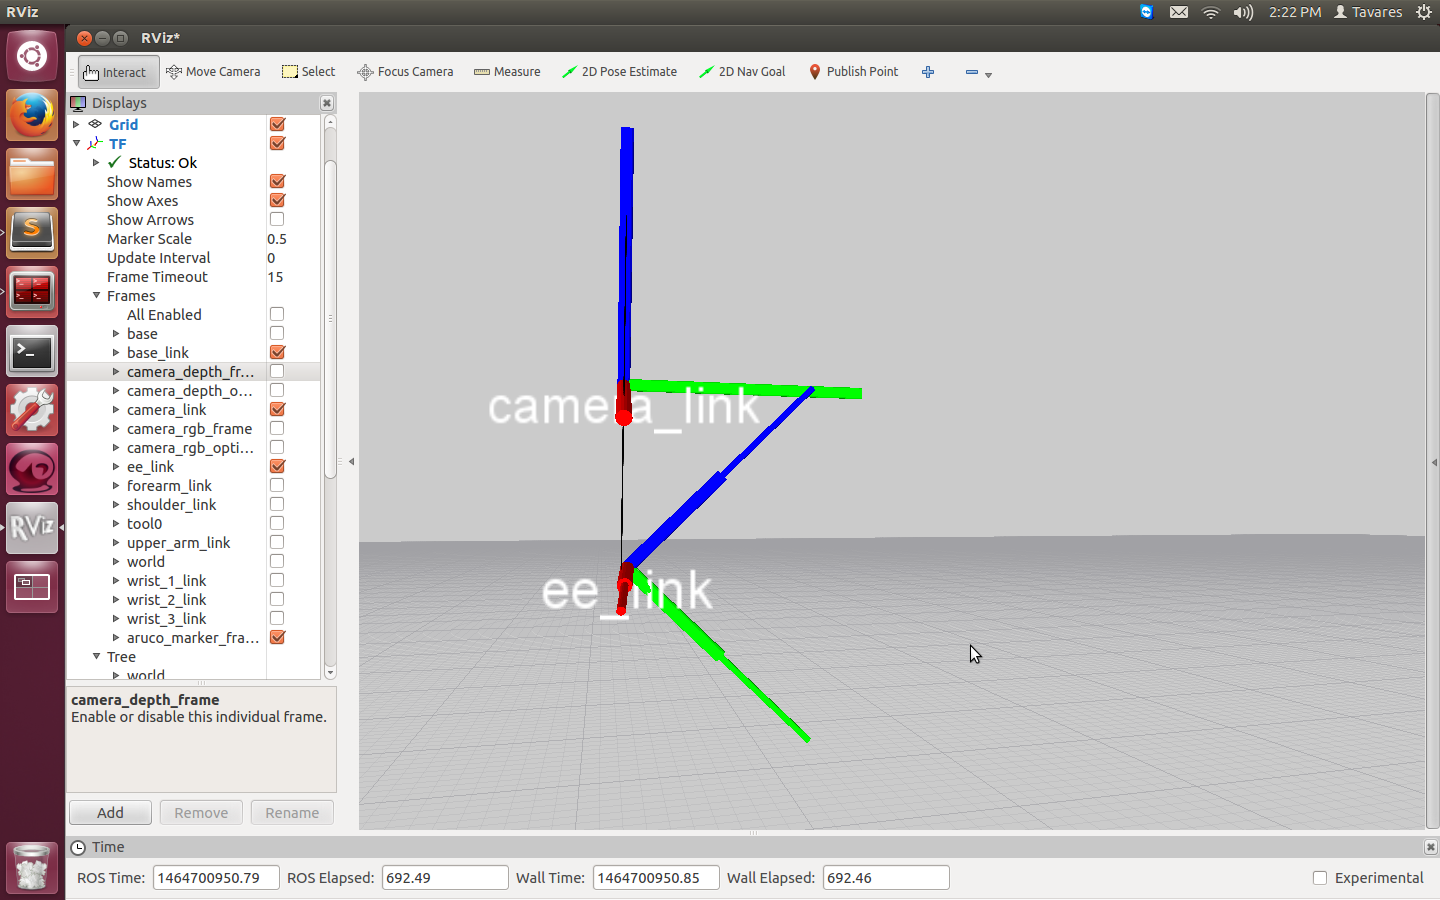 RViz
2:22 PM Tavares
RViz*
Interact Move Camera Select Focus Camera Measure 2D Pose Estimate 2D Nav Goal Publish Point
Displays
Grid
TF
Status: Ok
Show Names
Show Axes
Show Arrows
Marker Scale 0.5
Update Interval 0
Frame Timeout 15
Frames
All Enabled
base
base_link
camera_depth_fr...
camera_depth_o...
camera_link
camera_rgb_frame
camera_rgb_opti...
ee_link
forearm_link
shoulder_link
tool0
upper_arm_link
world
wrist_1_link
wrist_2_link
wrist_3_link
aruco_marker_fra...
Tree
world
camera_depth_frame
Enable or disable this individual frame.
Add Remove Rename
camera_link
ee_link
Time
ROS Time: 1464700950.79 ROS Elapsed: 692.49 Wall Time: 1464700950.85 Wall Elapsed: 692.46 Experimental
RViz